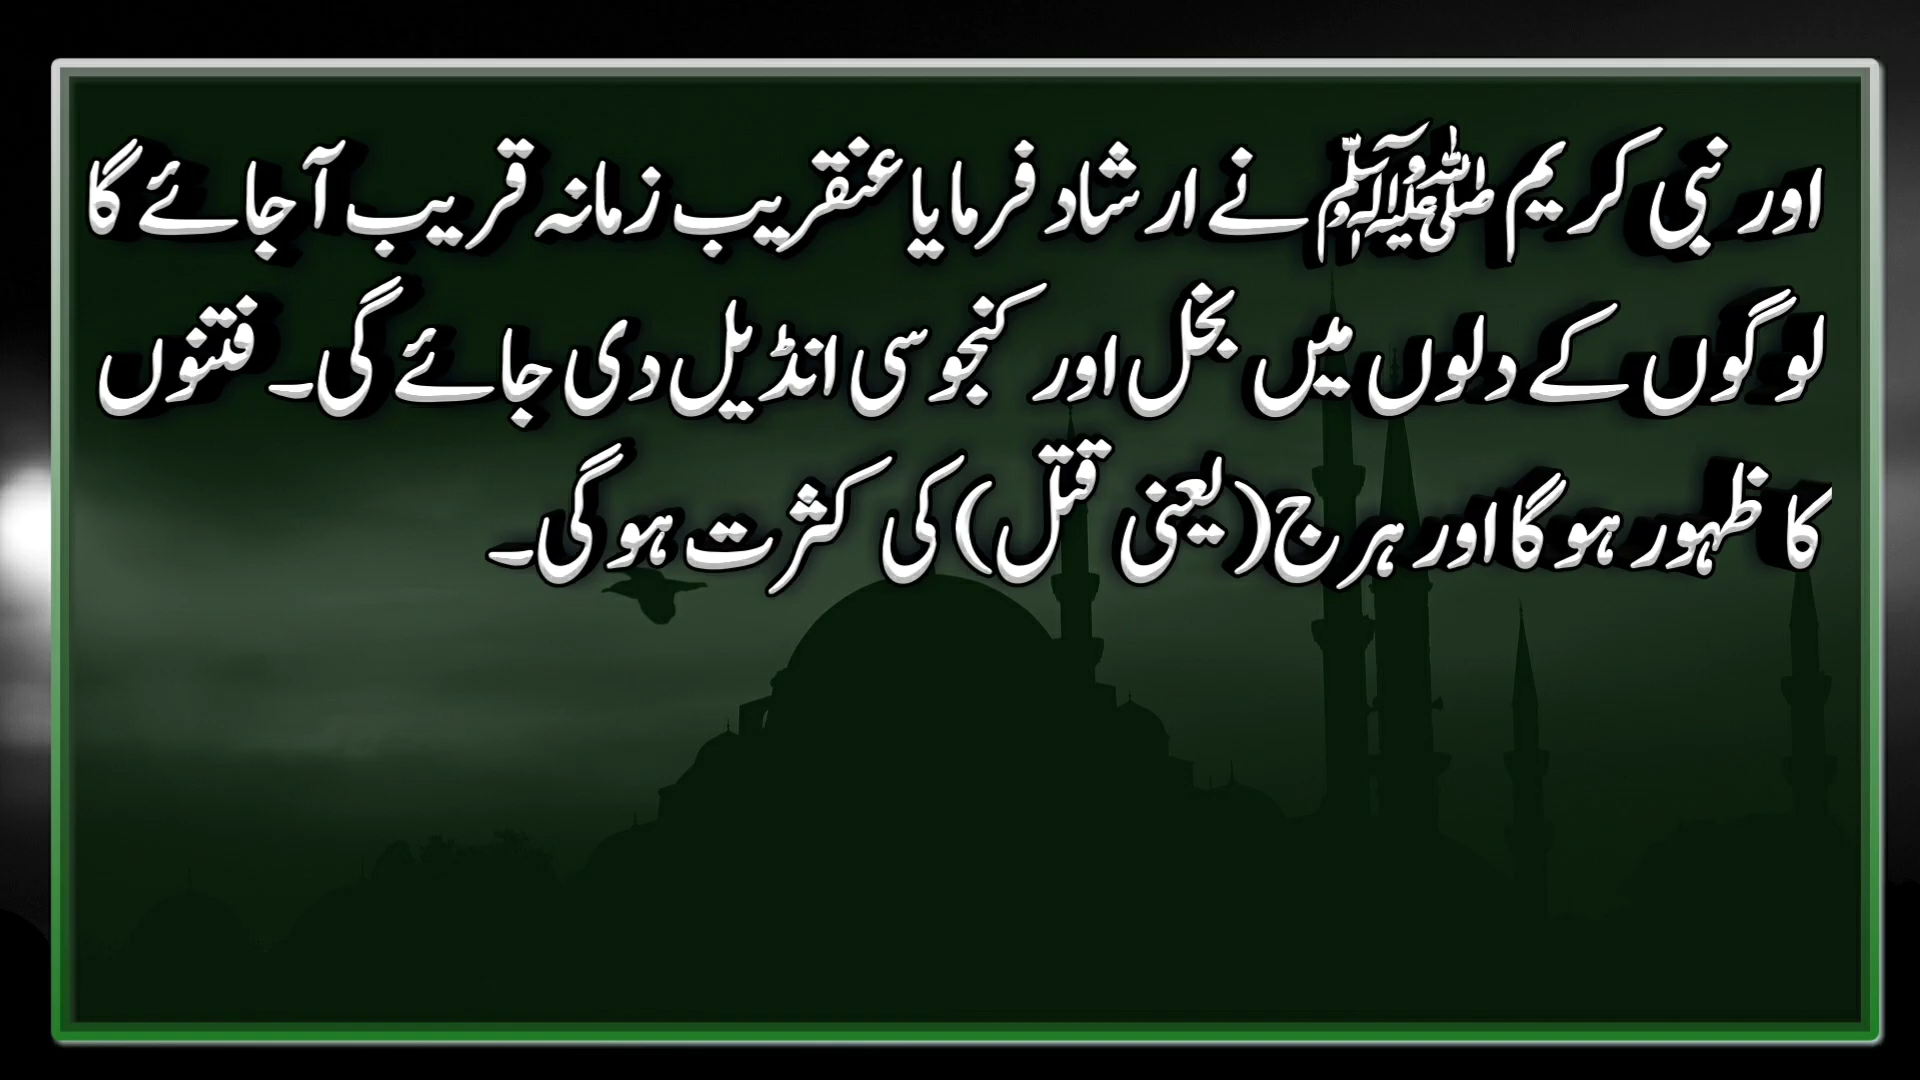 اور نبی کریم ﷺ نے ارشاد فرمایا عنقریب زمانہ قریب آجائے گا
لوگوں کے دلوں میں بخل اور کنجوسی انڈیل دی جائے گی۔ فتنوں
کا ظہور ہوگا اور ہرج (یعنی قتل) کی کثرت ہوگی۔